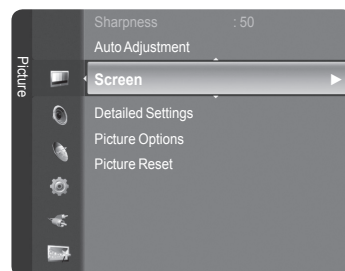 Picture
Sharpness : 50
Auto Adjustment
Screen
Detailed Settings
Picture Options
Picture Reset